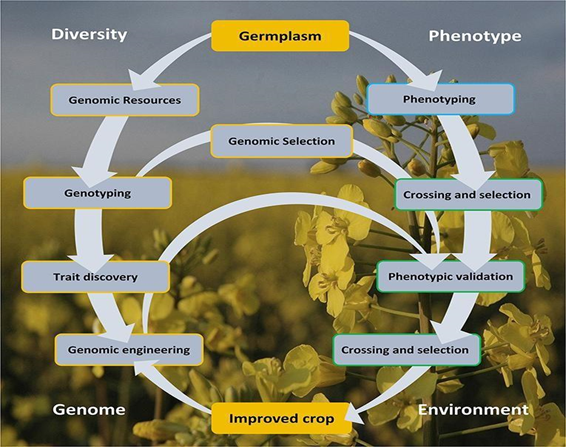 Diversity
Germplasm
Phenotype
Genomic Resources
Phenotyping
Genomic Selection
Genotyping
Crossing and selection
Trait discovery
Phenotypic validation
Genomic engineering
Crossing and selection
Genome
Improved crop
Environment